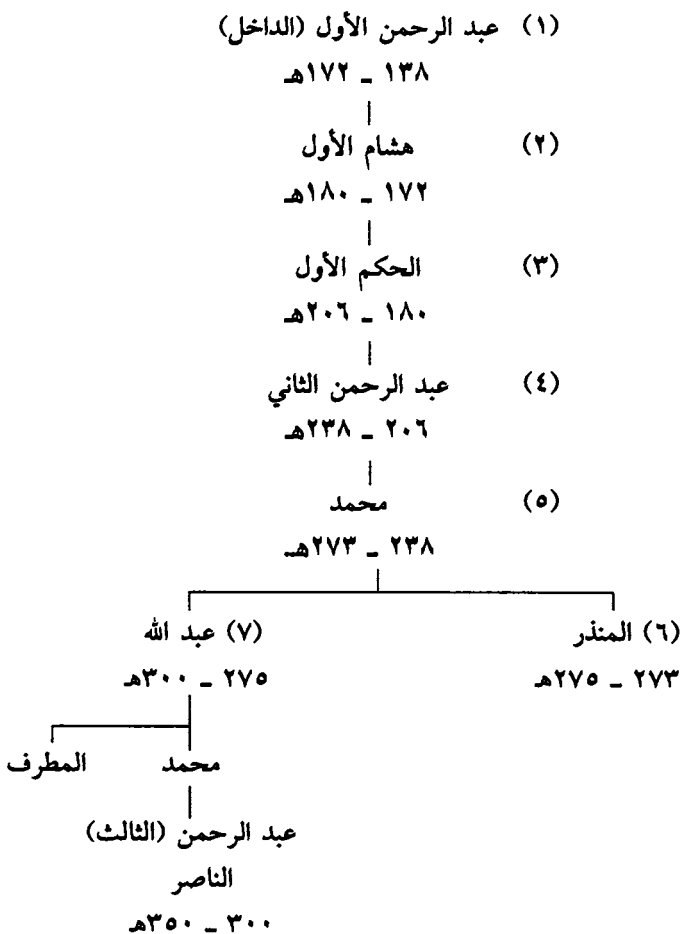 (١) عبد الرحمن الأول (الداخل)
١٣٨ - ١٧٢هـ
(٢) هشام الأول
١٧٢ - ١٨٠هـ
(٣) الحكم الأول
١٨٠ - ٢٠٦هـ
(٤) عبد الرحمن الثاني
٢٠٦ - ٢٣٨هـ
(٥) محمد
٢٣٨ - ٢٧٣هـ
(٦) المنذر (٧) عبد الله
٢٧٣ - ٢٧٥هـ ٢٧٥ - ٣٠٠هـ
محمد المطرف
عبد الرحمن (الثالث)
الناصر
٣٠٠ - ٣٥٠هـ